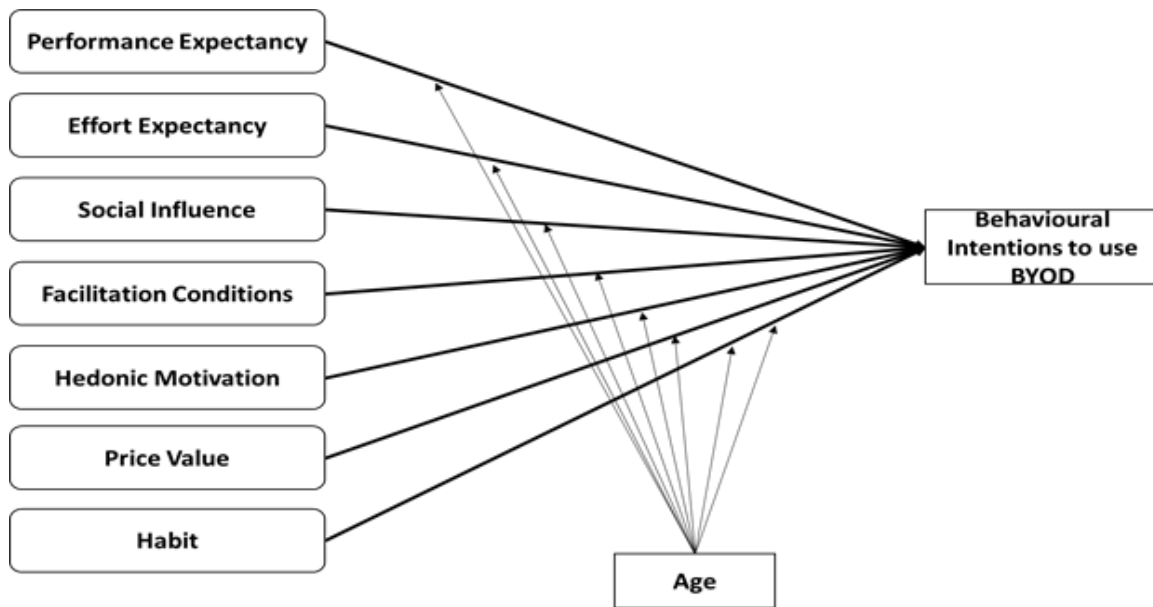 Performance Expectancy
Effort Expectancy
Social Influence
Facilitation Conditions
Hedonic Motivation
Price Value
Habit
Behavioural
Intentions to use
BYOD
Age